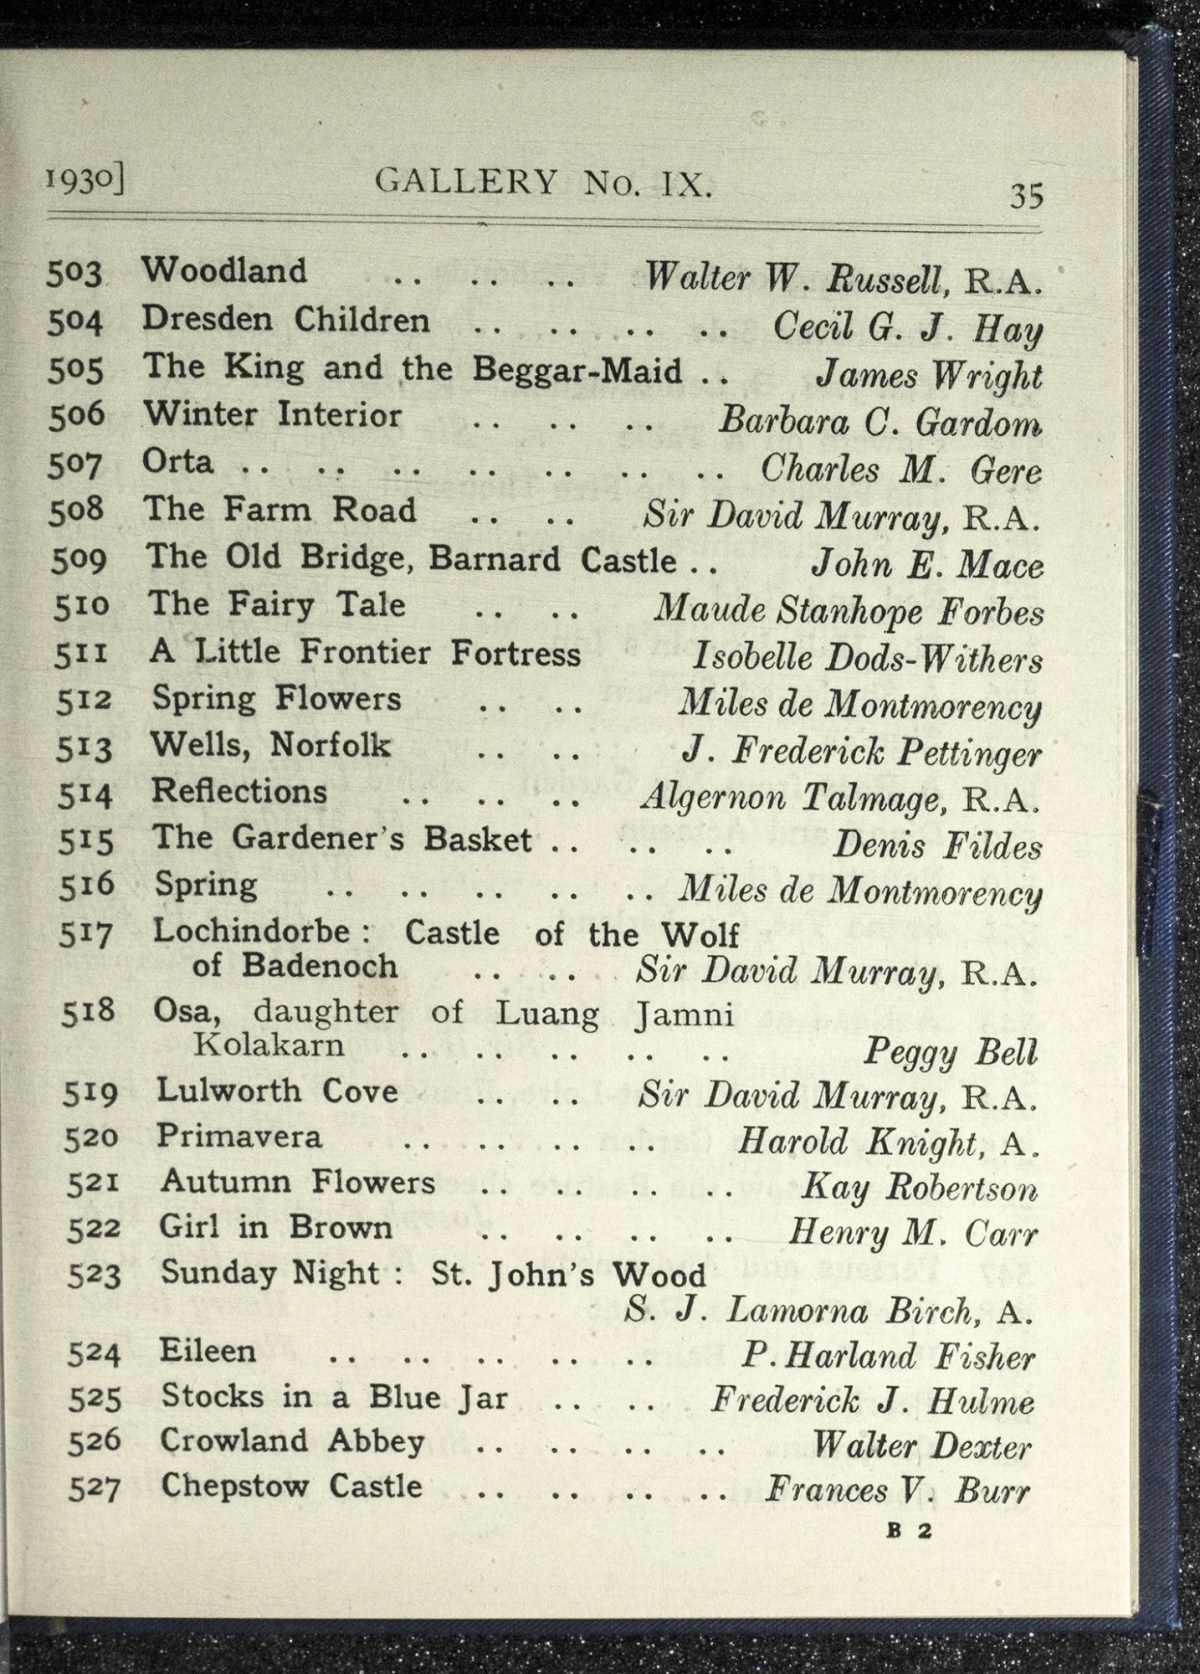 1930] GALLERY No. IX. 35
503 Woodland .. .. .. Walter W. Russell, R.A.
504 Dresden Children .. .. .. .. Cecil G. J. Hay
505 The King and the Beggar-Maid .. James Wright
506 Winter Interior .. .. .. Barbara C. Gardom
507 Orta .. .. .. .. .. .. .. Charles M. Gere
508 The Farm Road .. .. Sir David Murray, R.A.
509 The Old Bridge, Barnard Castle .. John E. Mace
510 The Fairy Tale .. .. Maude Stanhope Forbes
511 A Little Frontier Fortress Isobelle Dods-Withers
512 Spring Flowers .. .. Miles de Montmorency
513 Wells, Norfolk .. .. J. Frederick Pettinger
514 Reflections .. .. .. Algernon Talmage, R.A.
515 The Gardener's Basket .. .. .. Denis Fildes
516 Spring .. .. .. .. .. Miles de Montmorency
517 Lochindorbe : Castle of the Wolf
of Badenoch .. .. Sir David Murray, R.A.
518 Osa, daughter of Luang Jamni
Kolakarn .. .. .. .. .. Peggy Bell
519 Lulworth Cove .. .. Sir David Murray, R.A.
520 Primavera .. .. .. .. Harold Knight, A.
521 Autumn Flowers .. .. .. .. Kay Robertson
522 Girl in Brown .. .. .. .. Henry M. Carr
523 Sunday Night : St. John's Wood
S. J. Lamorna Birch, A.
524 Eileen .. .. .. .. .. P. Harland Fisher
525 Stocks in a Blue Jar .. .. Frederick J. Hulme
526 Crowland Abbey .. .. .. .. Walter Dexter
527 Chepstow Castle .. .. .. .. Frances V. Burr
B 2